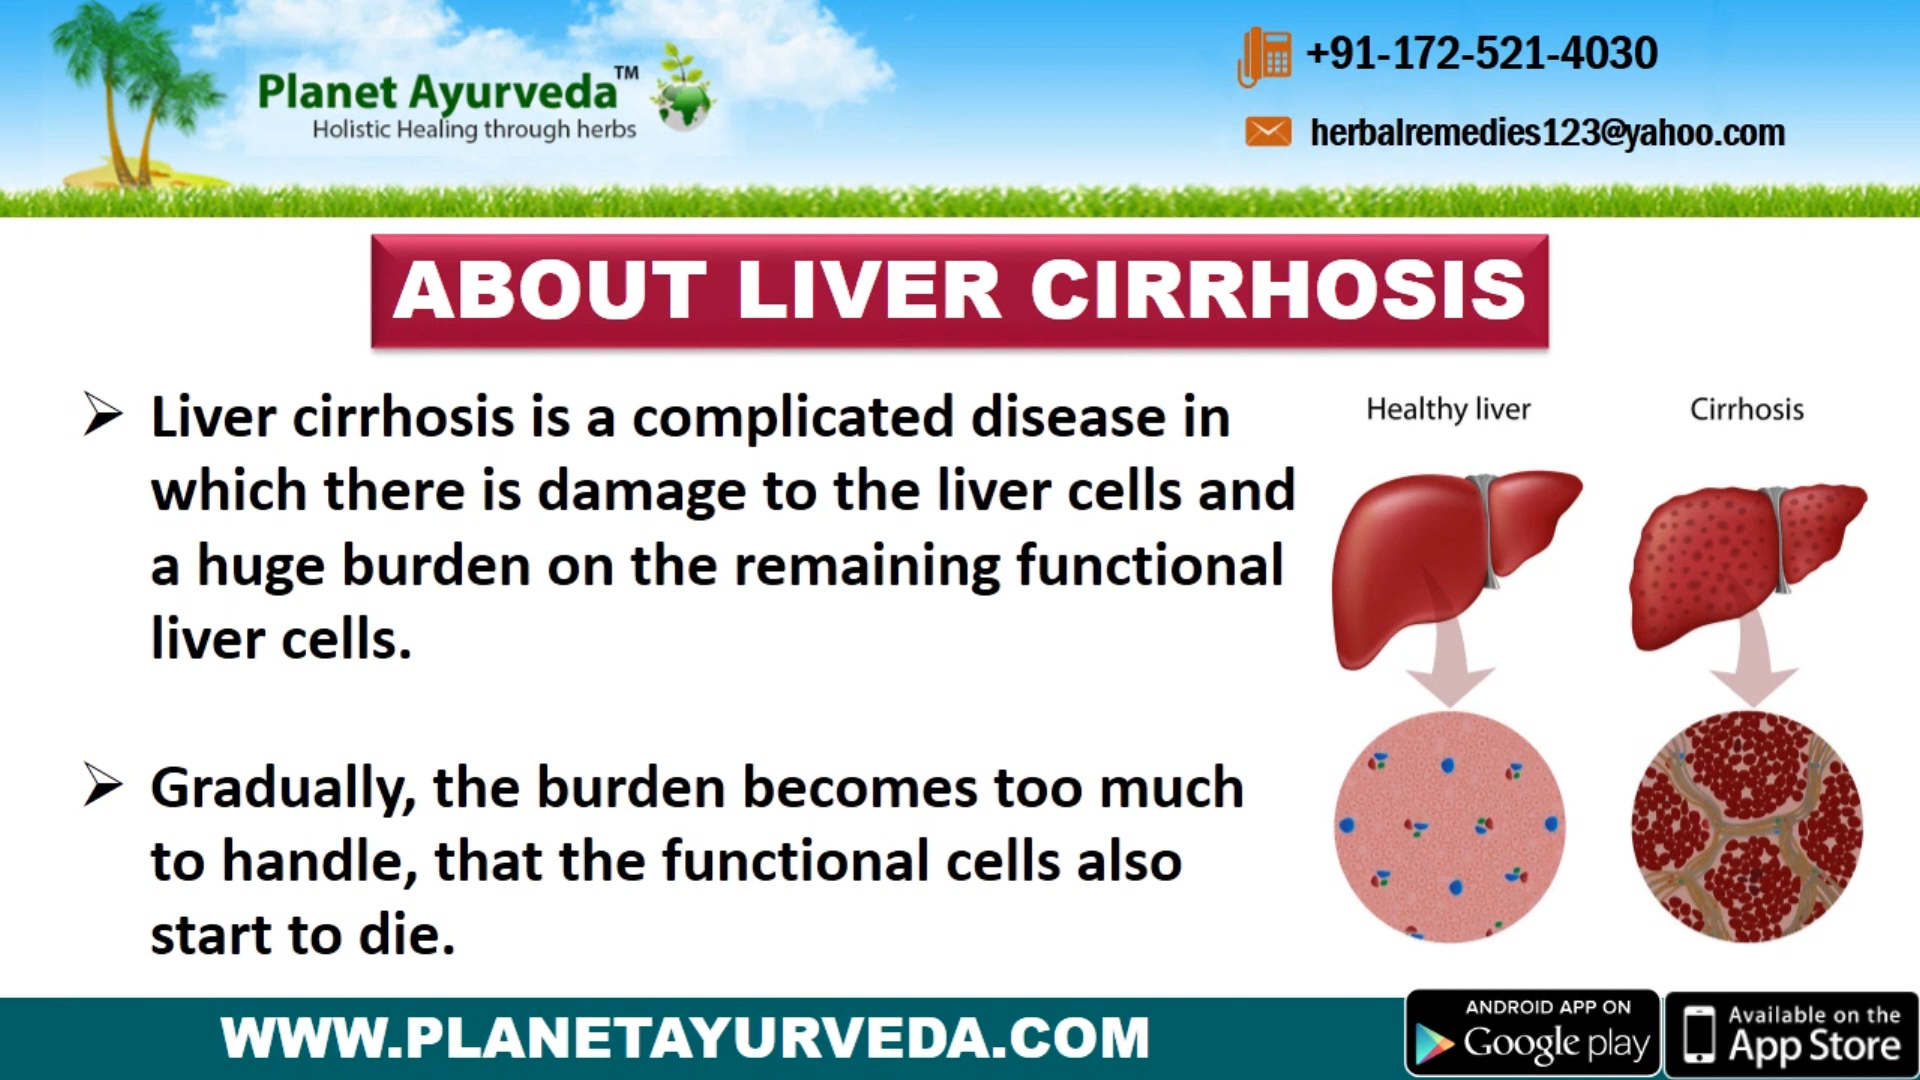 Planet Ayurveda™
Holistic Healing through herbs
+91-172-521-4030
herbalremedies123@yahoo.com
ABOUT LIVER CIRRHOSIS
➢ Liver cirrhosis is a complicated disease in
which there is damage to the liver cells and
a huge burden on the remaining functional
liver cells.
➢ Gradually, the burden becomes too much
to handle, that the functional cells also
start to die.
Healthy liver
Cirrhosis
WWW.PLANETAYURVEDA.COM
ANDROID APP ON
Google play
Available on the
App Store